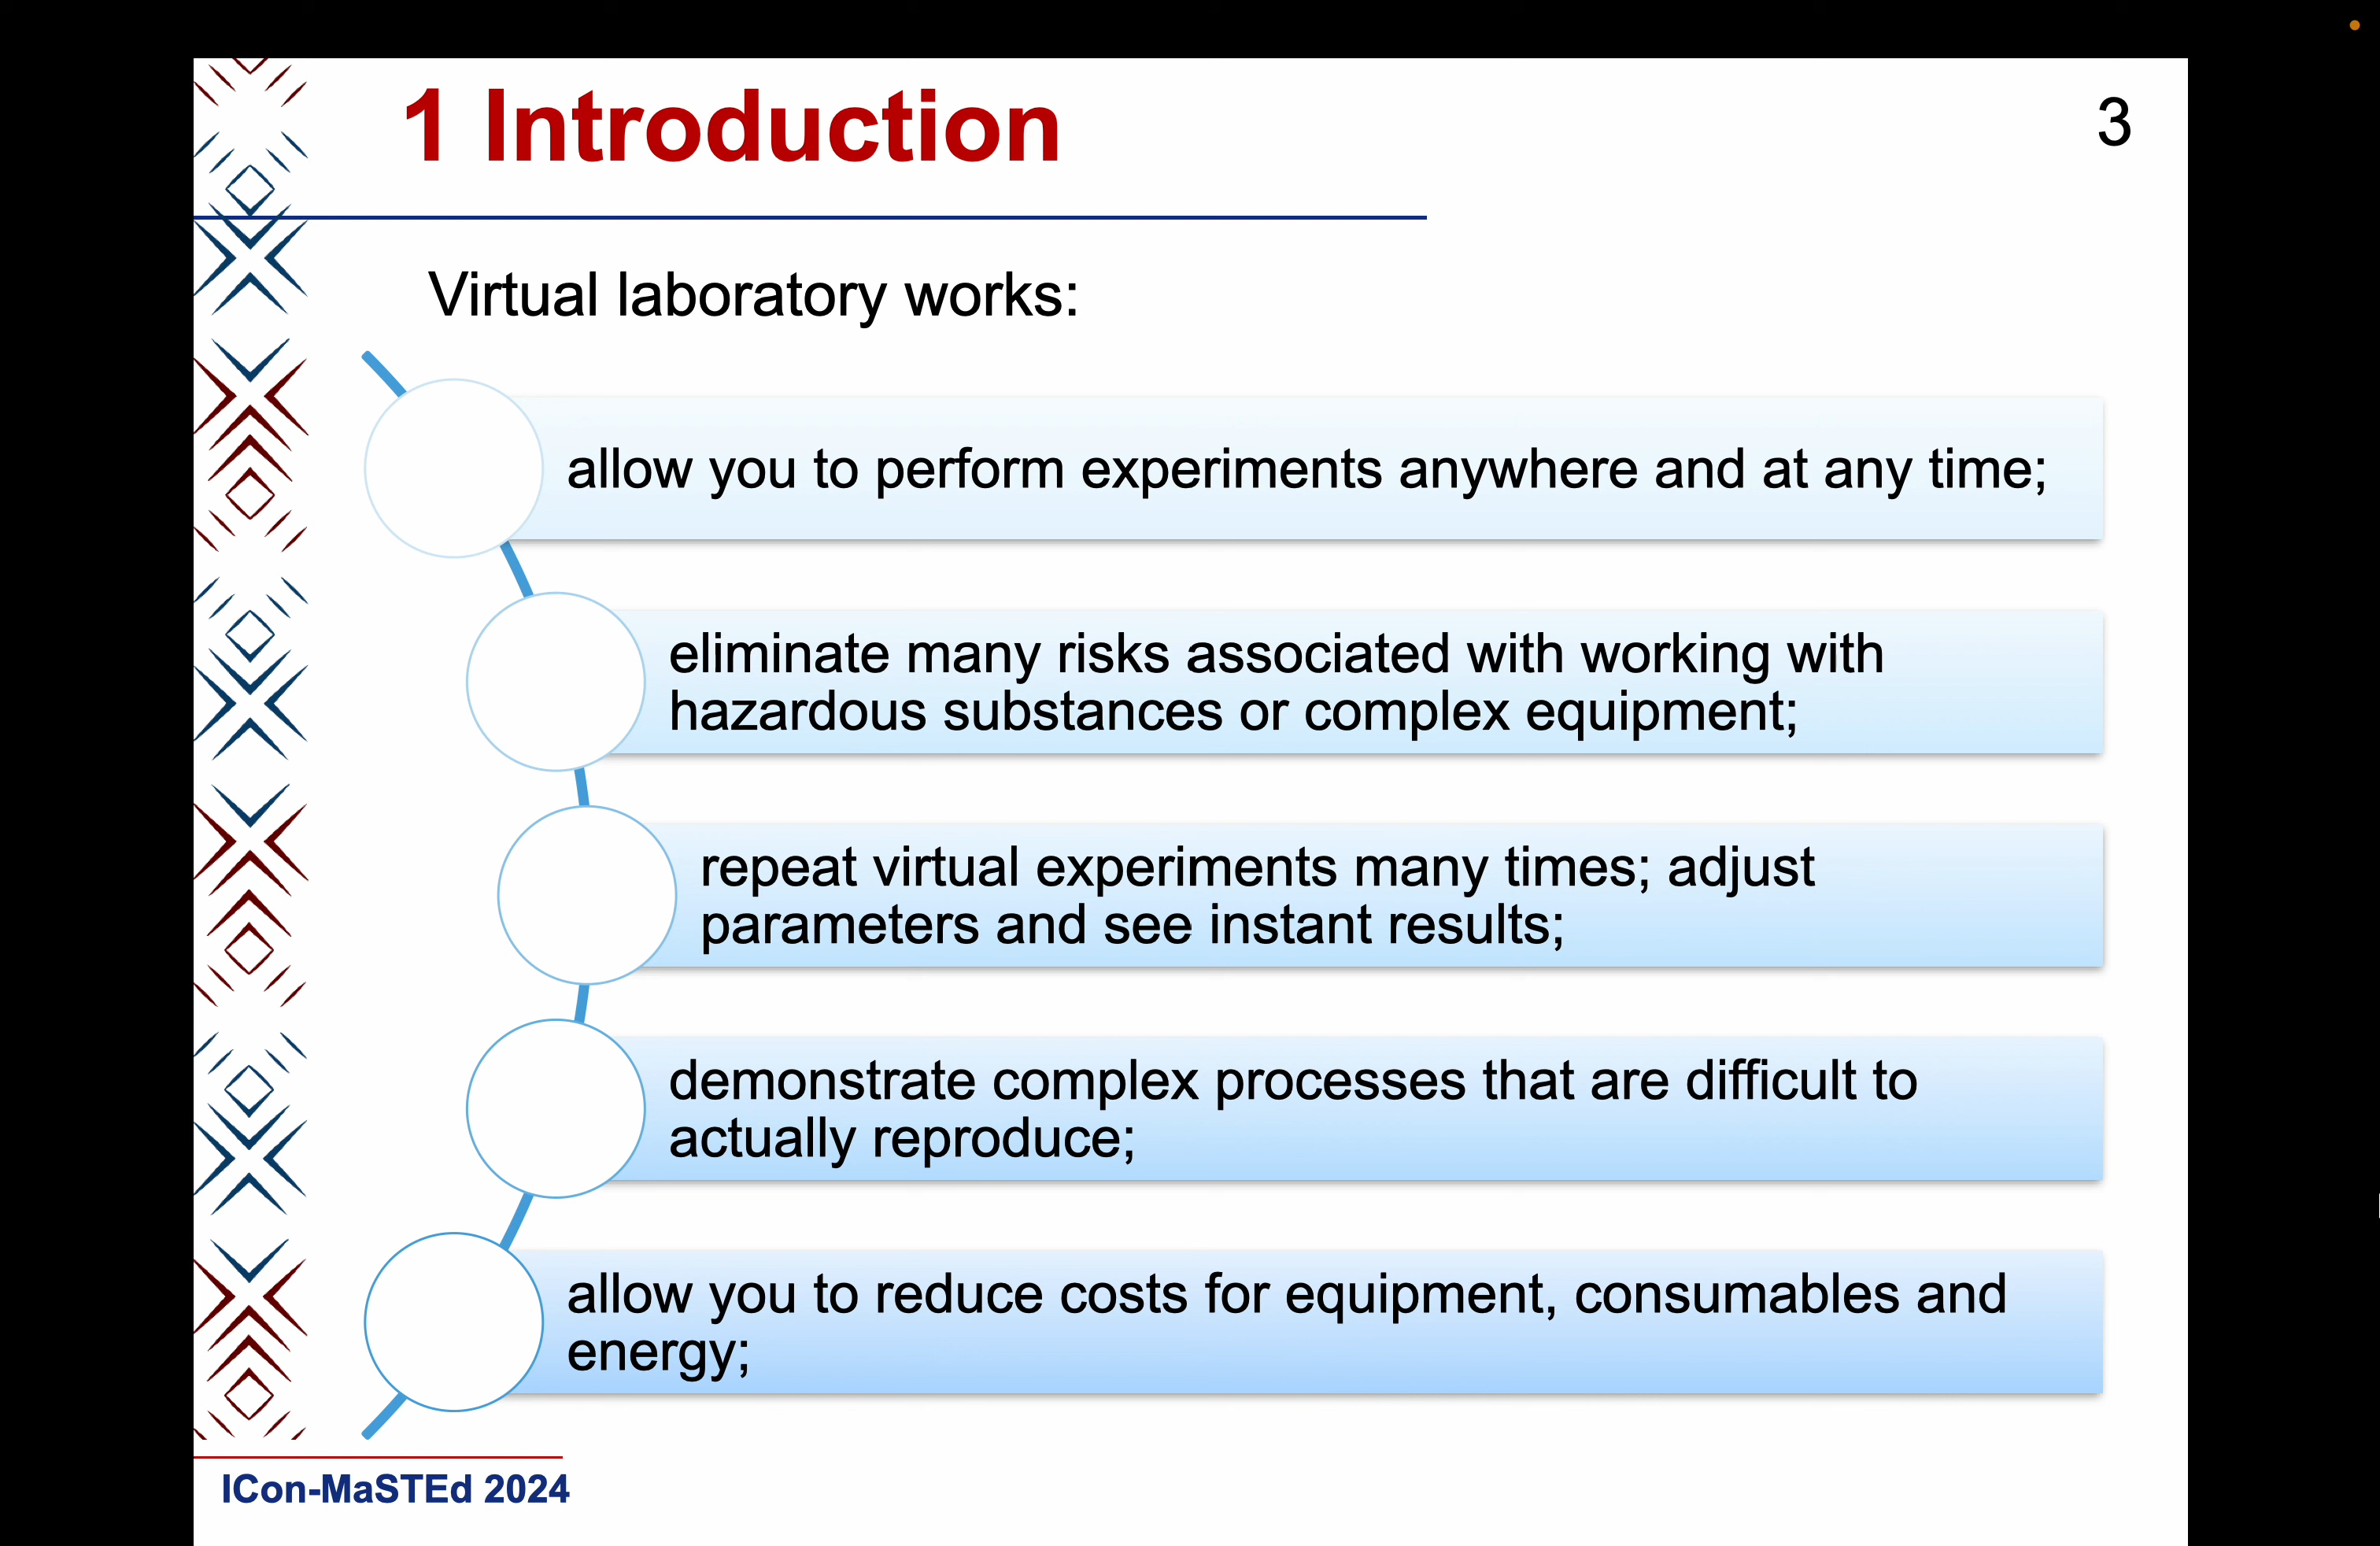 1 Introduction
3
Virtual laboratory works:
allow you to perform experiments anywhere and at any time;
eliminate many risks associated with working with
hazardous substances or complex equipment;
repeat virtual experiments many times; adjust
parameters and see instant results;
demonstrate complex processes that are difficult to
actually reproduce;
allow you to reduce costs for equipment, consumables and
energy;
ICon-MaSTEd 2024